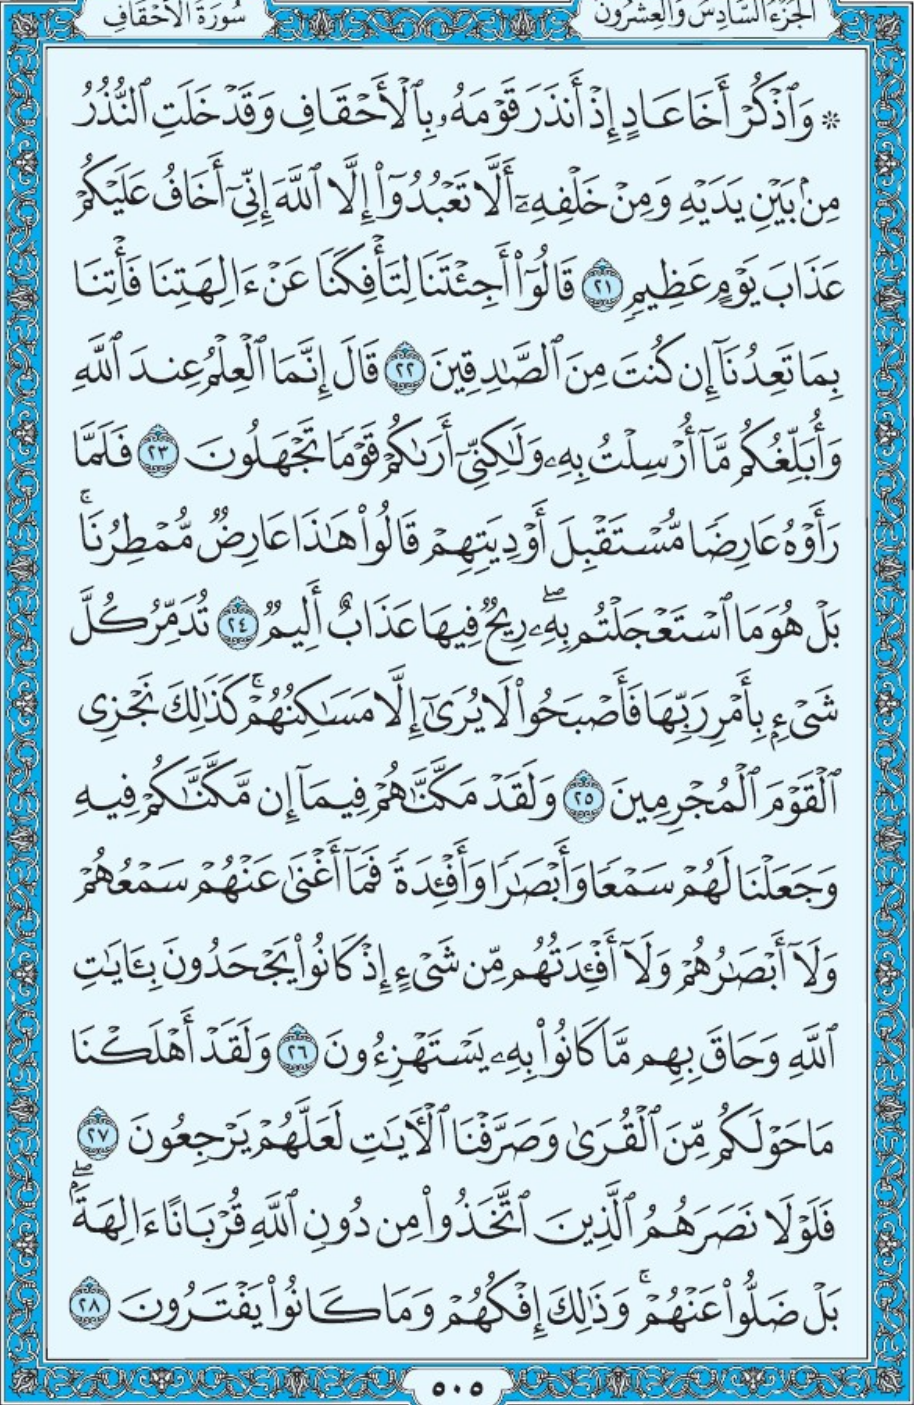 الجزء السادس والعشرون سورة الأحقاف
۞ وَٱذۡكُرۡ أَخَا عَادٍ إِذۡ أَنذَرَ قَوۡمَهُۥ بِٱلۡأَحۡقَافِ وَقَدۡ خَلَتِ ٱلنُّذُرُ
مِنۢ بَيۡنِ يَدَيۡهِ وَمِنۡ خَلۡفِهِۦٓ أَلَّا تَعۡبُدُوٓاْ إِلَّا ٱللَّهَ إِنِّيٓ أَخَافُ عَلَيۡكُمۡ
عَذَابَ يَوۡمٍ عَظِيمٖ ٢١ قَالُوٓاْ أَجِئۡتَنَا لِتَأۡفِكَنَا عَنۡ ءَالِهَتِنَا فَأۡتِنَا
بِمَا تَعِدُنَآ إِن كُنتَ مِنَ ٱلصَّٰدِقِينَ ٢٢ قَالَ إِنَّمَا ٱلۡعِلۡمُ عِندَ ٱللَّهِ
وَأُبَلِّغُكُم مَّآ أُرۡسِلۡتُ بِهِۦ وَلَٰكِنِّيٓ أَرَىٰكُمۡ قَوۡمٗا تَجۡهَلُونَ ٢٣ فَلَمَّا
رَأَوۡهُ عَارِضٗا مُّسۡتَقۡبِلَ أَوۡدِيَتِهِمۡ قَالُواْ هَٰذَا عَارِضٞ مُّمۡطِرُنَاۚ
بَلۡ هُوَ مَا ٱسۡتَعۡجَلۡتُم بِهِۦۖ رِيحٞ فِيهَا عَذَابٌ أَلِيمٞ ٢٤ تُدَمِّرُ كُلَّ
شَيۡءِۭ بِأَمۡرِ رَبِّهَا فَأَصۡبَحُواْ لَا يُرَىٰٓ إِلَّا مَسَٰكِنُهُمۡۚ كَذَٰلِكَ نَجۡزِي
ٱلۡقَوۡمَ ٱلۡمُجۡرِمِينَ ٢٥ وَلَقَدۡ مَكَّنَّٰهُمۡ فِيمَآ إِن مَّكَّنَّٰكُمۡ فِيهِ
وَجَعَلۡنَا لَهُمۡ سَمۡعٗا وَأَبۡصَٰرٗا وَأَفۡـِٔدَةٗ فَمَآ أَغۡنَىٰ عَنۡهُمۡ سَمۡعُهُمۡ
وَلَآ أَبۡصَٰرُهُمۡ وَلَآ أَفۡـِٔدَتُهُم مِّن شَيۡءٍ إِذۡ كَانُواْ يَجۡحَدُونَ بِـَٔايَٰتِ
ٱللَّهِ وَحَاقَ بِهِم مَّا كَانُواْ بِهِۦ يَسۡتَهۡزِءُونَ ٢٦ وَلَقَدۡ أَهۡلَكۡنَا
مَا حَوۡلَكُم مِّنَ ٱلۡقُرَىٰ وَصَرَّفۡنَا ٱلۡأٓيَٰتِ لَعَلَّهُمۡ يَرۡجِعُونَ ٢٧
فَلَوۡلَا نَصَرَهُمُ ٱلَّذِينَ ٱتَّخَذُواْ مِن دُونِ ٱللَّهِ قُرۡبَانًا ءَالِهَةَۢۖ
بَلۡ ضَلُّواْ عَنۡهُمۡۚ وَذَٰلِكَ إِفۡكُهُمۡ وَمَا كَانُواْ يَفۡتَرُونَ ٢٨
٥٠٥